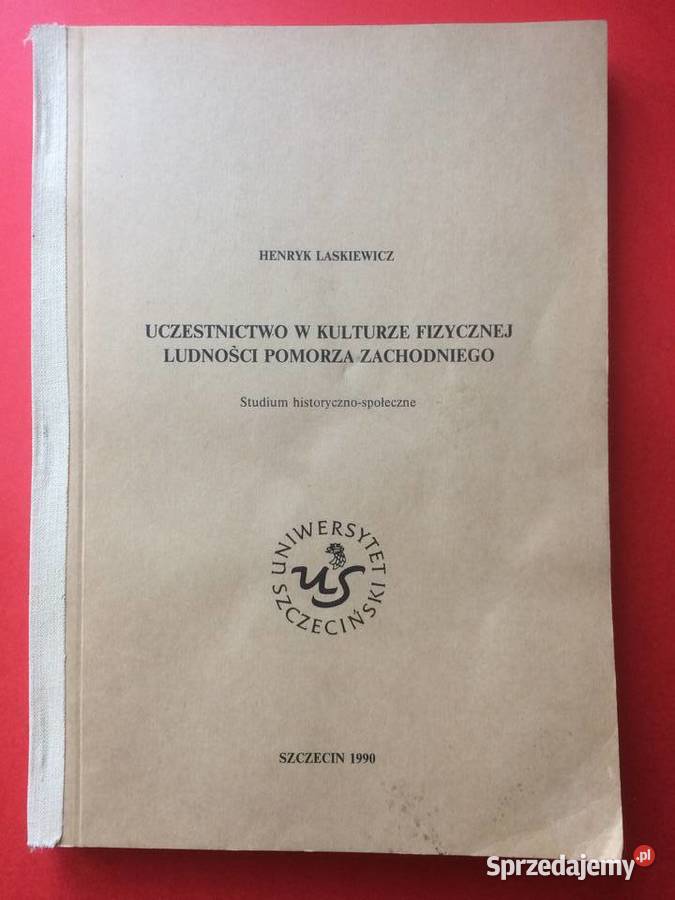 HENRYK LASKIEWICZ
UCZESTNICTWO W KULTURZE FIZYCZNEJ
LUDNOŚCI POMORZA ZACHODNIEGO
Studium historyczno-społeczne
UNIWERSYTET
SZCZECIŃSKI
US
SZCZECIN 1990
Sprzedajemy.pl